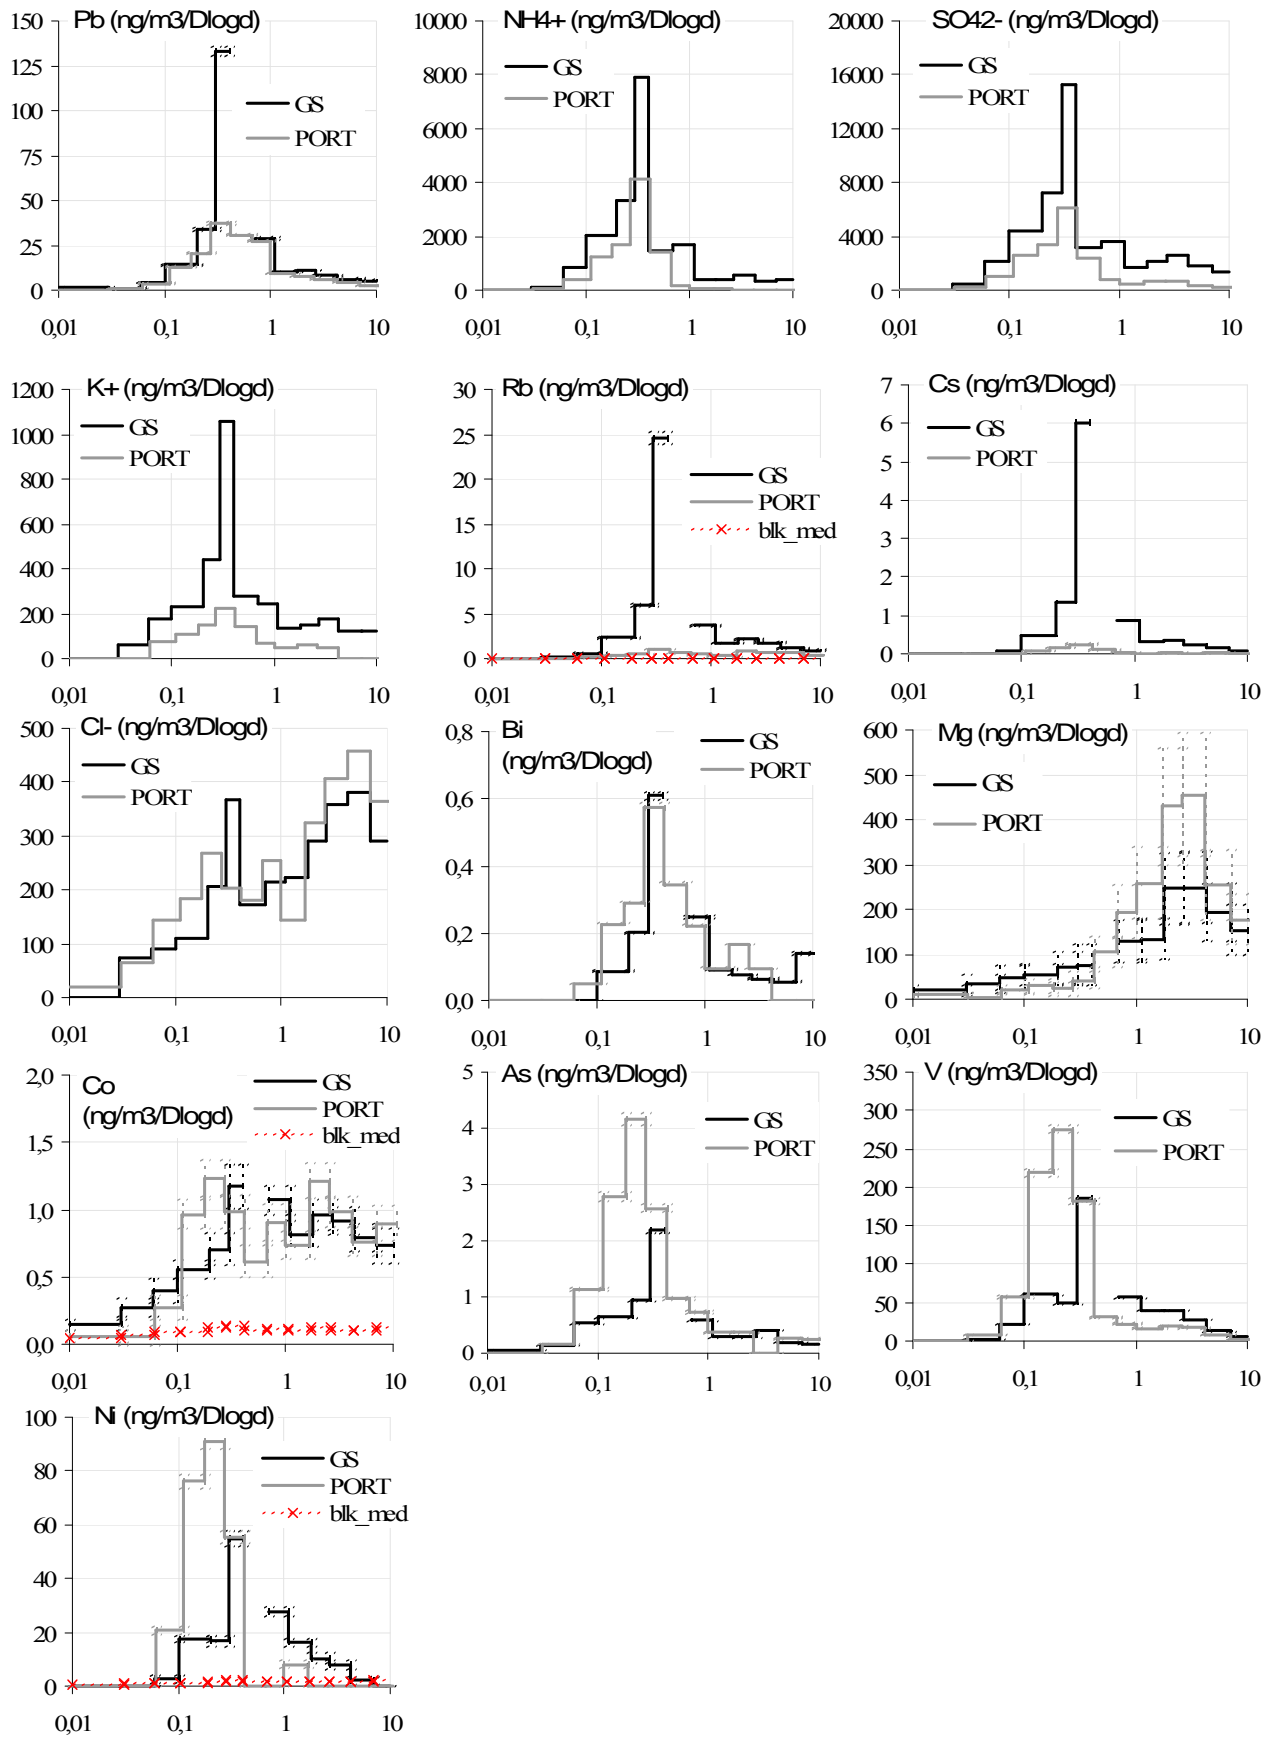 Pb (ng/m3/Dlogd)
150
125
100
75
50
25
0
GS
PORT
0,01 0,1 1 10
NH4+ (ng/m3/Dlogd)
10000
8000
6000
4000
2000
0
GS
PORT
0,01 0,1 1 10
SO42- (ng/m3/Dlogd)
20000
16000
12000
8000
4000
0
GS
PORT
0,01 0,1 1 10
K+ (ng/m3/Dlogd)
1200
1000
800
600
400
200
0
GS
PORT
0,01 0,1 1 10
Rb (ng/m3/Dlogd)
30
25
20
15
10
5
0
GS
PORT
blk_med
0,01 0,1 1 10
Cs (ng/m3/Dlogd)
7
6
5
4
3
2
1
0
GS
PORT
0,01 0,1 1 10
Cl- (ng/m3/Dlogd)
500
400
300
200
100
0
GS
PORT
0,01 0,1 1 10
Bi
(ng/m3/Dlogd)
0,8
0,6
0,4
0,2
0,0
GS
PORT
0,01 0,1 1 10
Mg (ng/m3/Dlogd)
600
500
400
300
200
100
0
GS
PORT
0,01 0,1 1 10
Co
(ng/m3/Dlogd)
2,0
1,5
1,0
0,5
0,0
GS
PORT
blk_med
0,01 0,1 1 10
As (ng/m3/Dlogd)
5
4
3
2
1
0
GS
PORT
0,01 0,1 1 10
V (ng/m3/Dlogd)
350
300
250
200
150
100
50
0
GS
PORT
0,01 0,1 1 10
Ni (ng/m3/Dlogd)
100
80
60
40
20
0
GS
PORT
blk_med
0,01 0,1 1 10